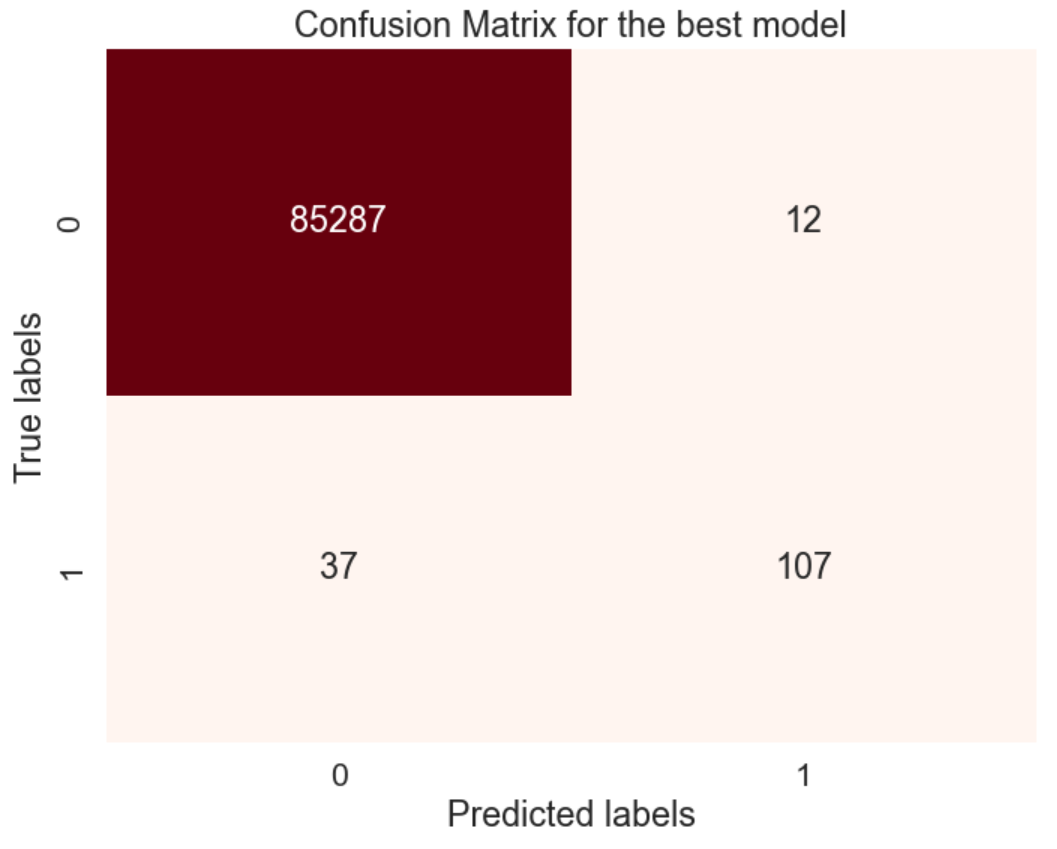 Confusion Matrix for the best model
0
85287
12
True labels
1
37
107
0
1
Predicted labels